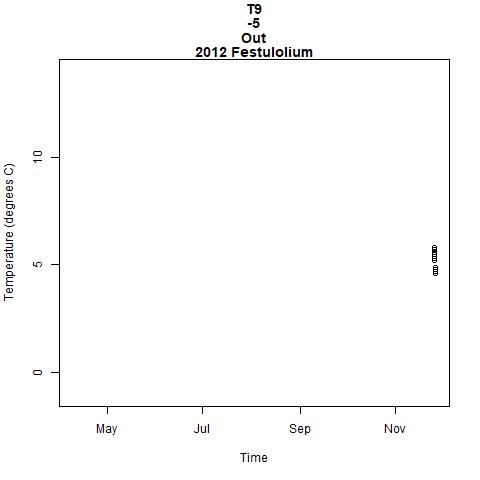 T9
-5
Out
2012 Festulolium
10
5
0
Temperature (degrees C)
May Jul Sep Nov
Time